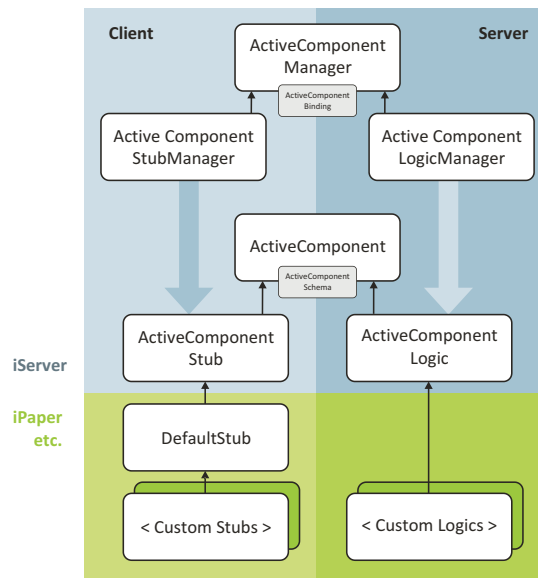 Client
Server
ActiveComponent
Manager
ActiveComponent
Binding
Active Component
StubManager
Active Component
LogicManager
ActiveComponent
ActiveComponent
Schema
ActiveComponent
Stub
ActiveComponent
Logic
iServer
iPaper
etc.
DefaultStub
< Custom Stubs >
< Custom Logics >